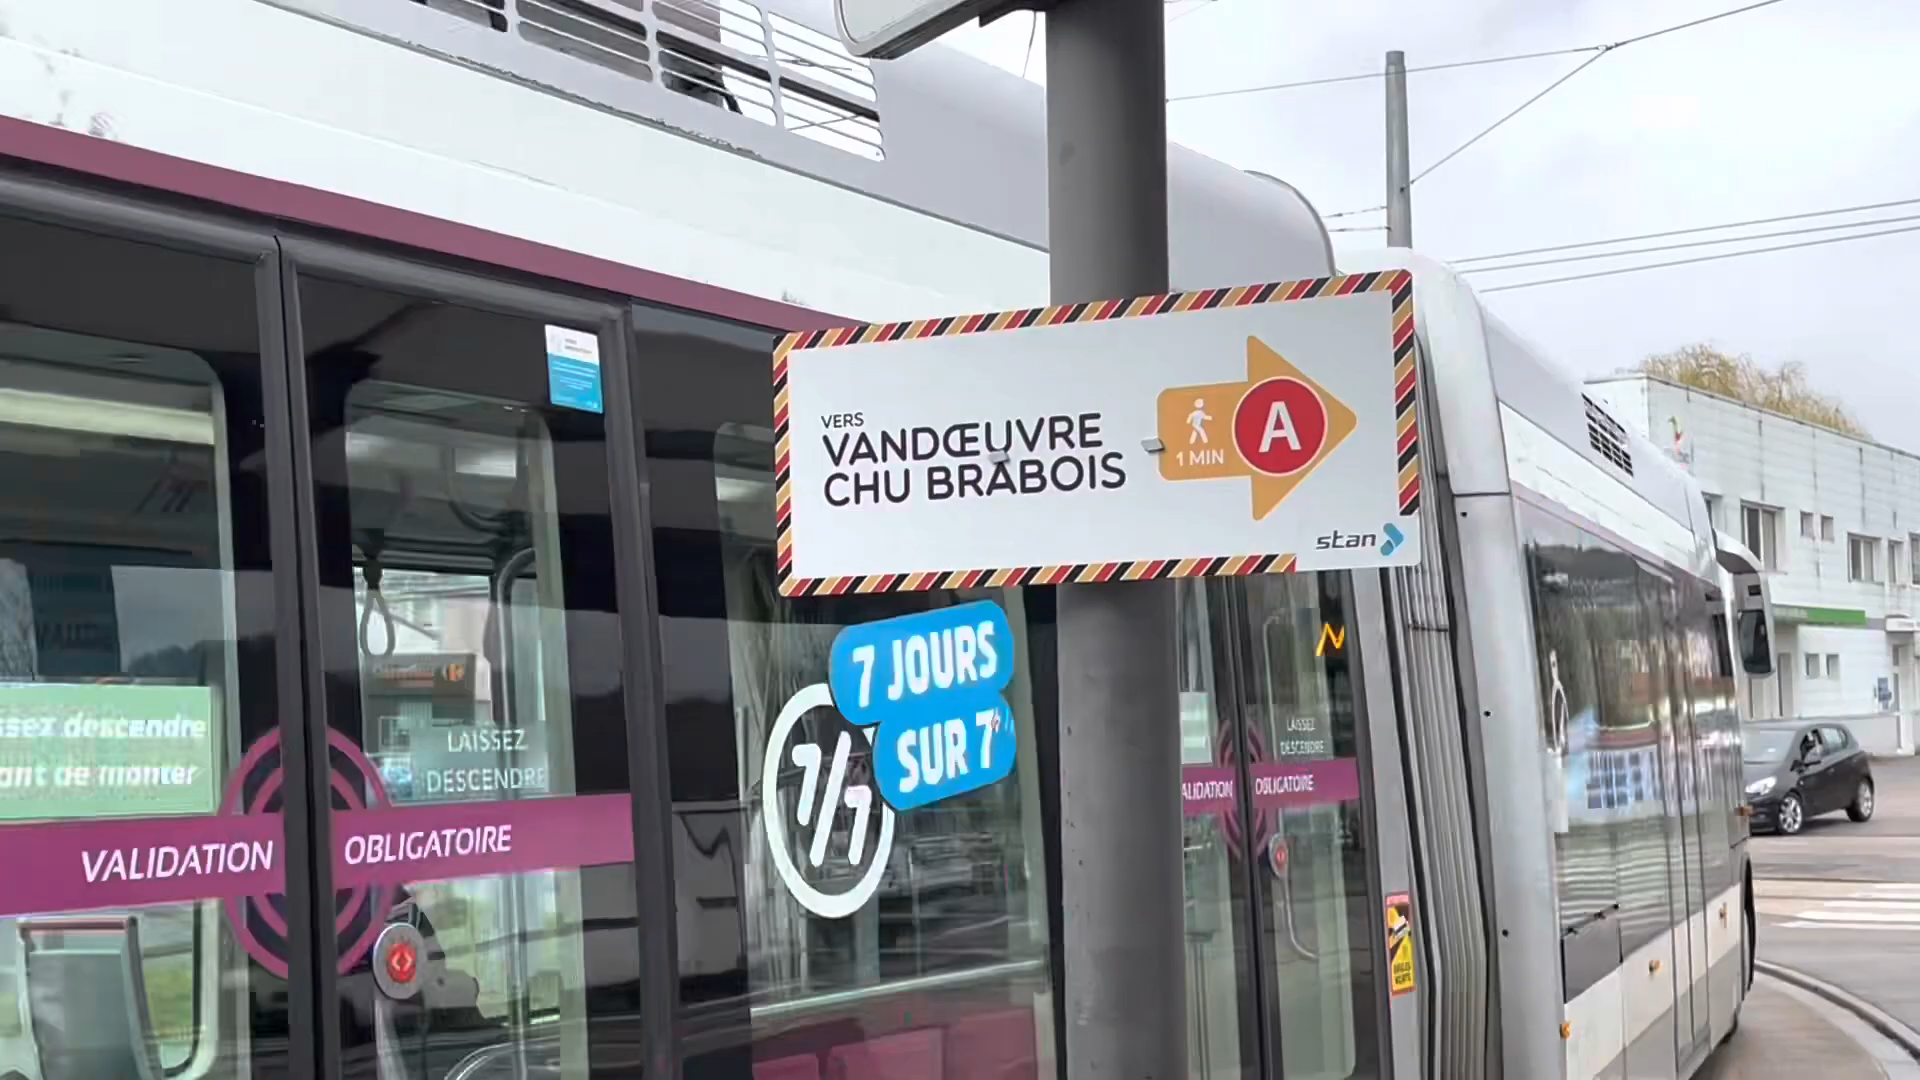 VERS
VANDŒUVRE
CHU BRABOIS
1 MIN
A
stan
7 JOURS
SUR 7
7/7
ssez descendre
ant de monter
LAISSEZ
DESCENDRE
VALIDATION OBLIGATOIRE
LAISSEZ
DESCENDRE
ALIDATION OBLIGATOIRE